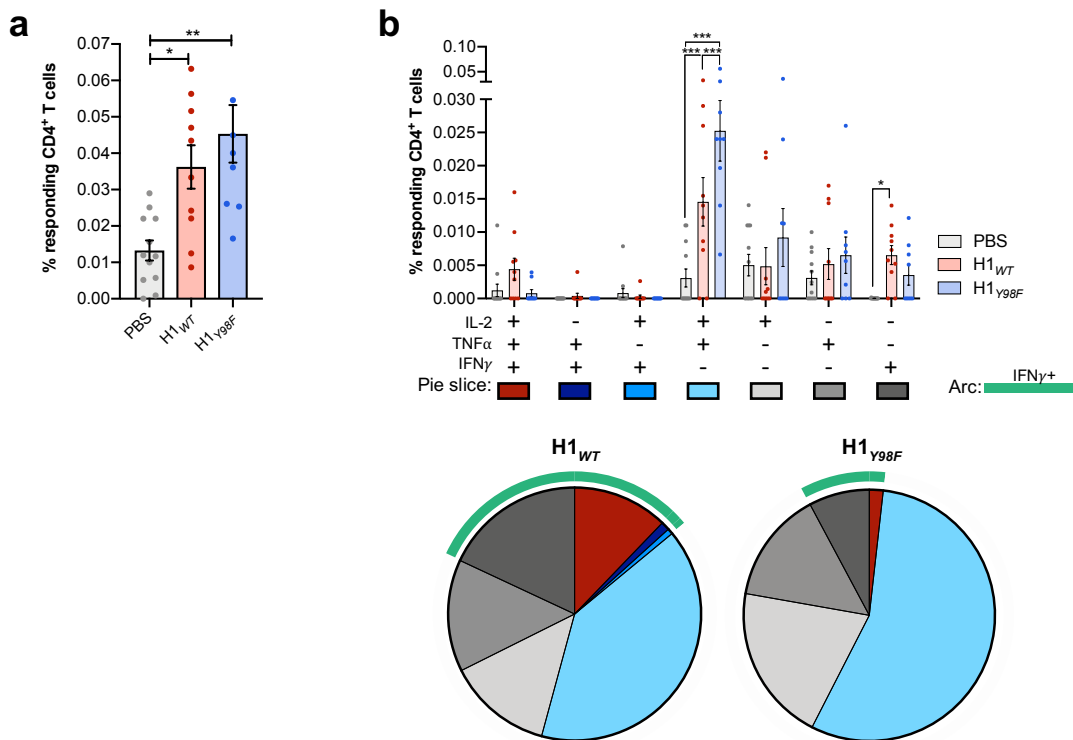 a
% responding CD4+ T cells
0.07
0.06
0.05
0.04
0.03
0.02
0.01
0.00
**
*
PBS
H1WT
H1Y98F
b
% responding CD4+ T cells
0.10
0.05
0.030
0.025
0.020
0.015
0.010
0.005
0.000
***
*** ***
*
PBS
H1WT
H1Y98F
IL-2 + - + + + - -
TNFα + + - + - + -
IFNγ + + + - - - +
Pie slice:
Arc: IFNγ+
H1WT
H1Y98F